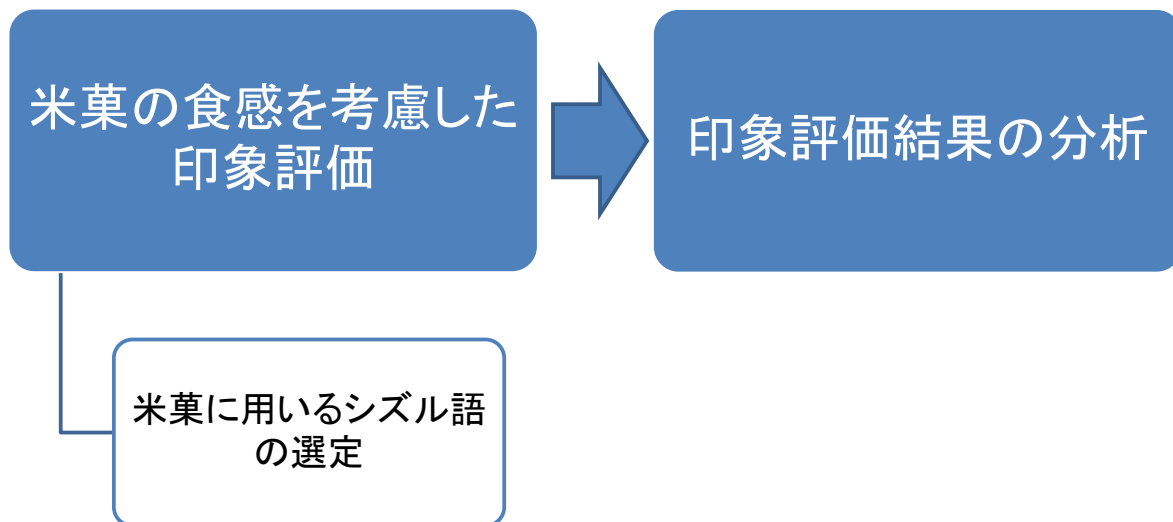 米菓の食感を考慮した
印象評価
印象評価結果の分析
米菓に用いるシズル語
の選定